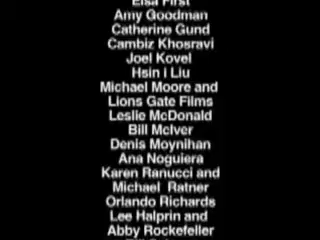 Elsa First
Amy Goodman
Catherine Gund
Cambiz Khosravi
Joel Kovel
Hsin I Liu
Michael Moore and
Lions Gate Films
Leslie McDonald
Bill McIver
Denis Moynihan
Ana Noguiera
Karen Ranucci and
Michael Ratner
Orlando Richards
Lee Halprin and
Abby Rockefeller